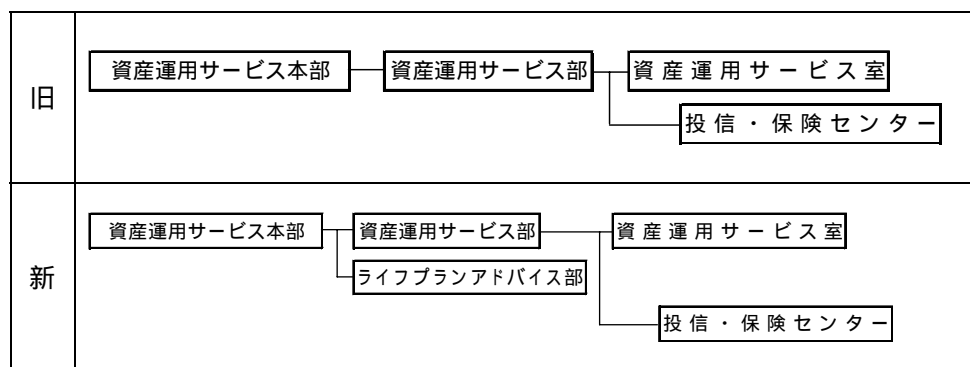 旧
資産運用サービス本部 資産運用サービス部 資産運用サービス室
投信・保険センター
新
資産運用サービス本部 資産運用サービス部 資産運用サービス室
ライフプランアドバイス部
投信・保険センター